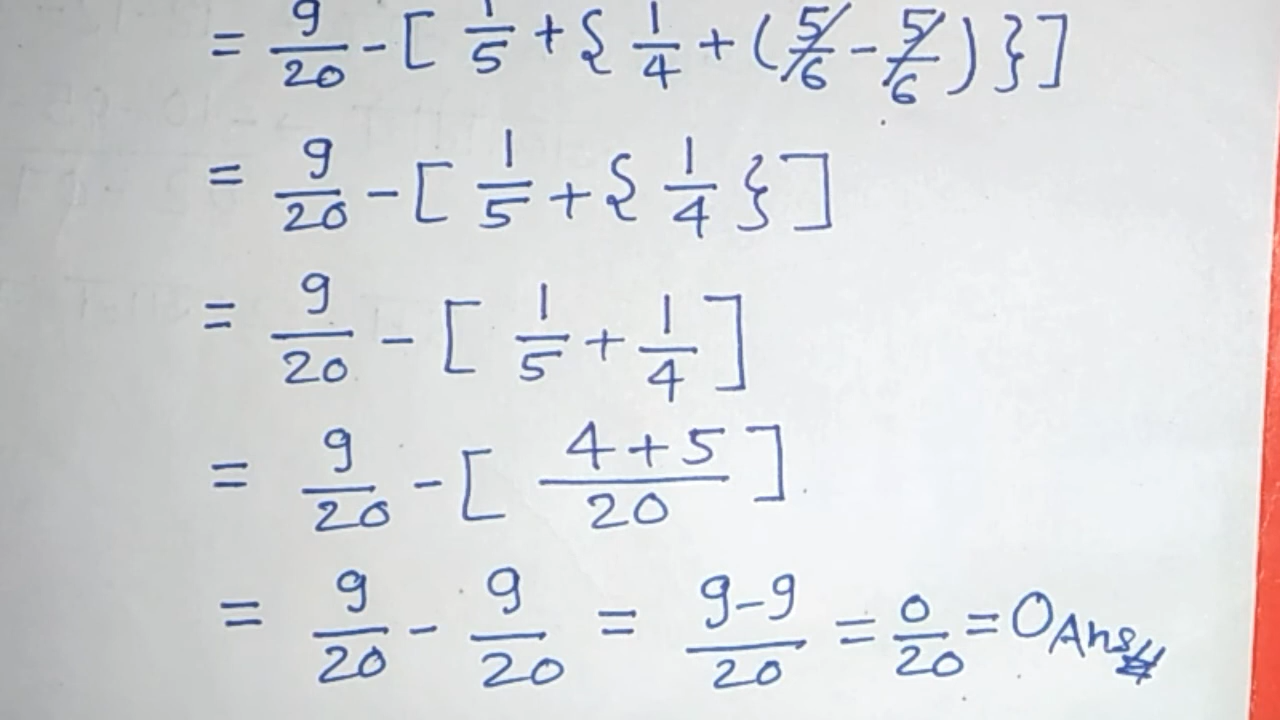 = 9/20 - [ 1/5 + { 1/4 + ( 5/6 - 5/6 ) } ]
= 9/20 - [ 1/5 + { 1/4 } ]
= 9/20 - [ 1/5 + 1/4 ]
= 9/20 - [ 4+5/20 ]
= 9/20 - 9/20 = 9-9/20 = 0/20 = 0 Ans